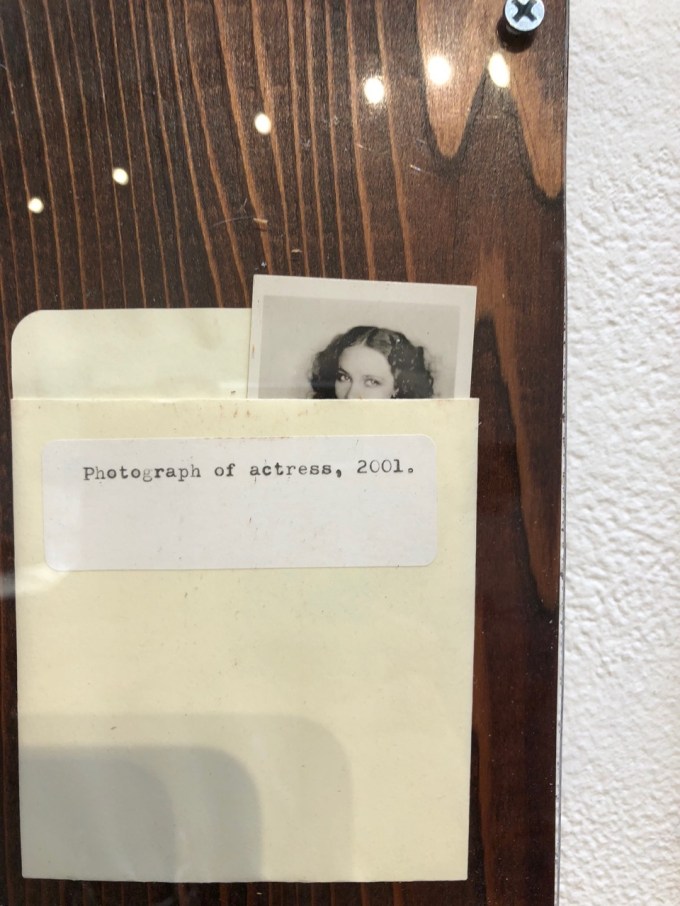 Photograph of actress, 2001.